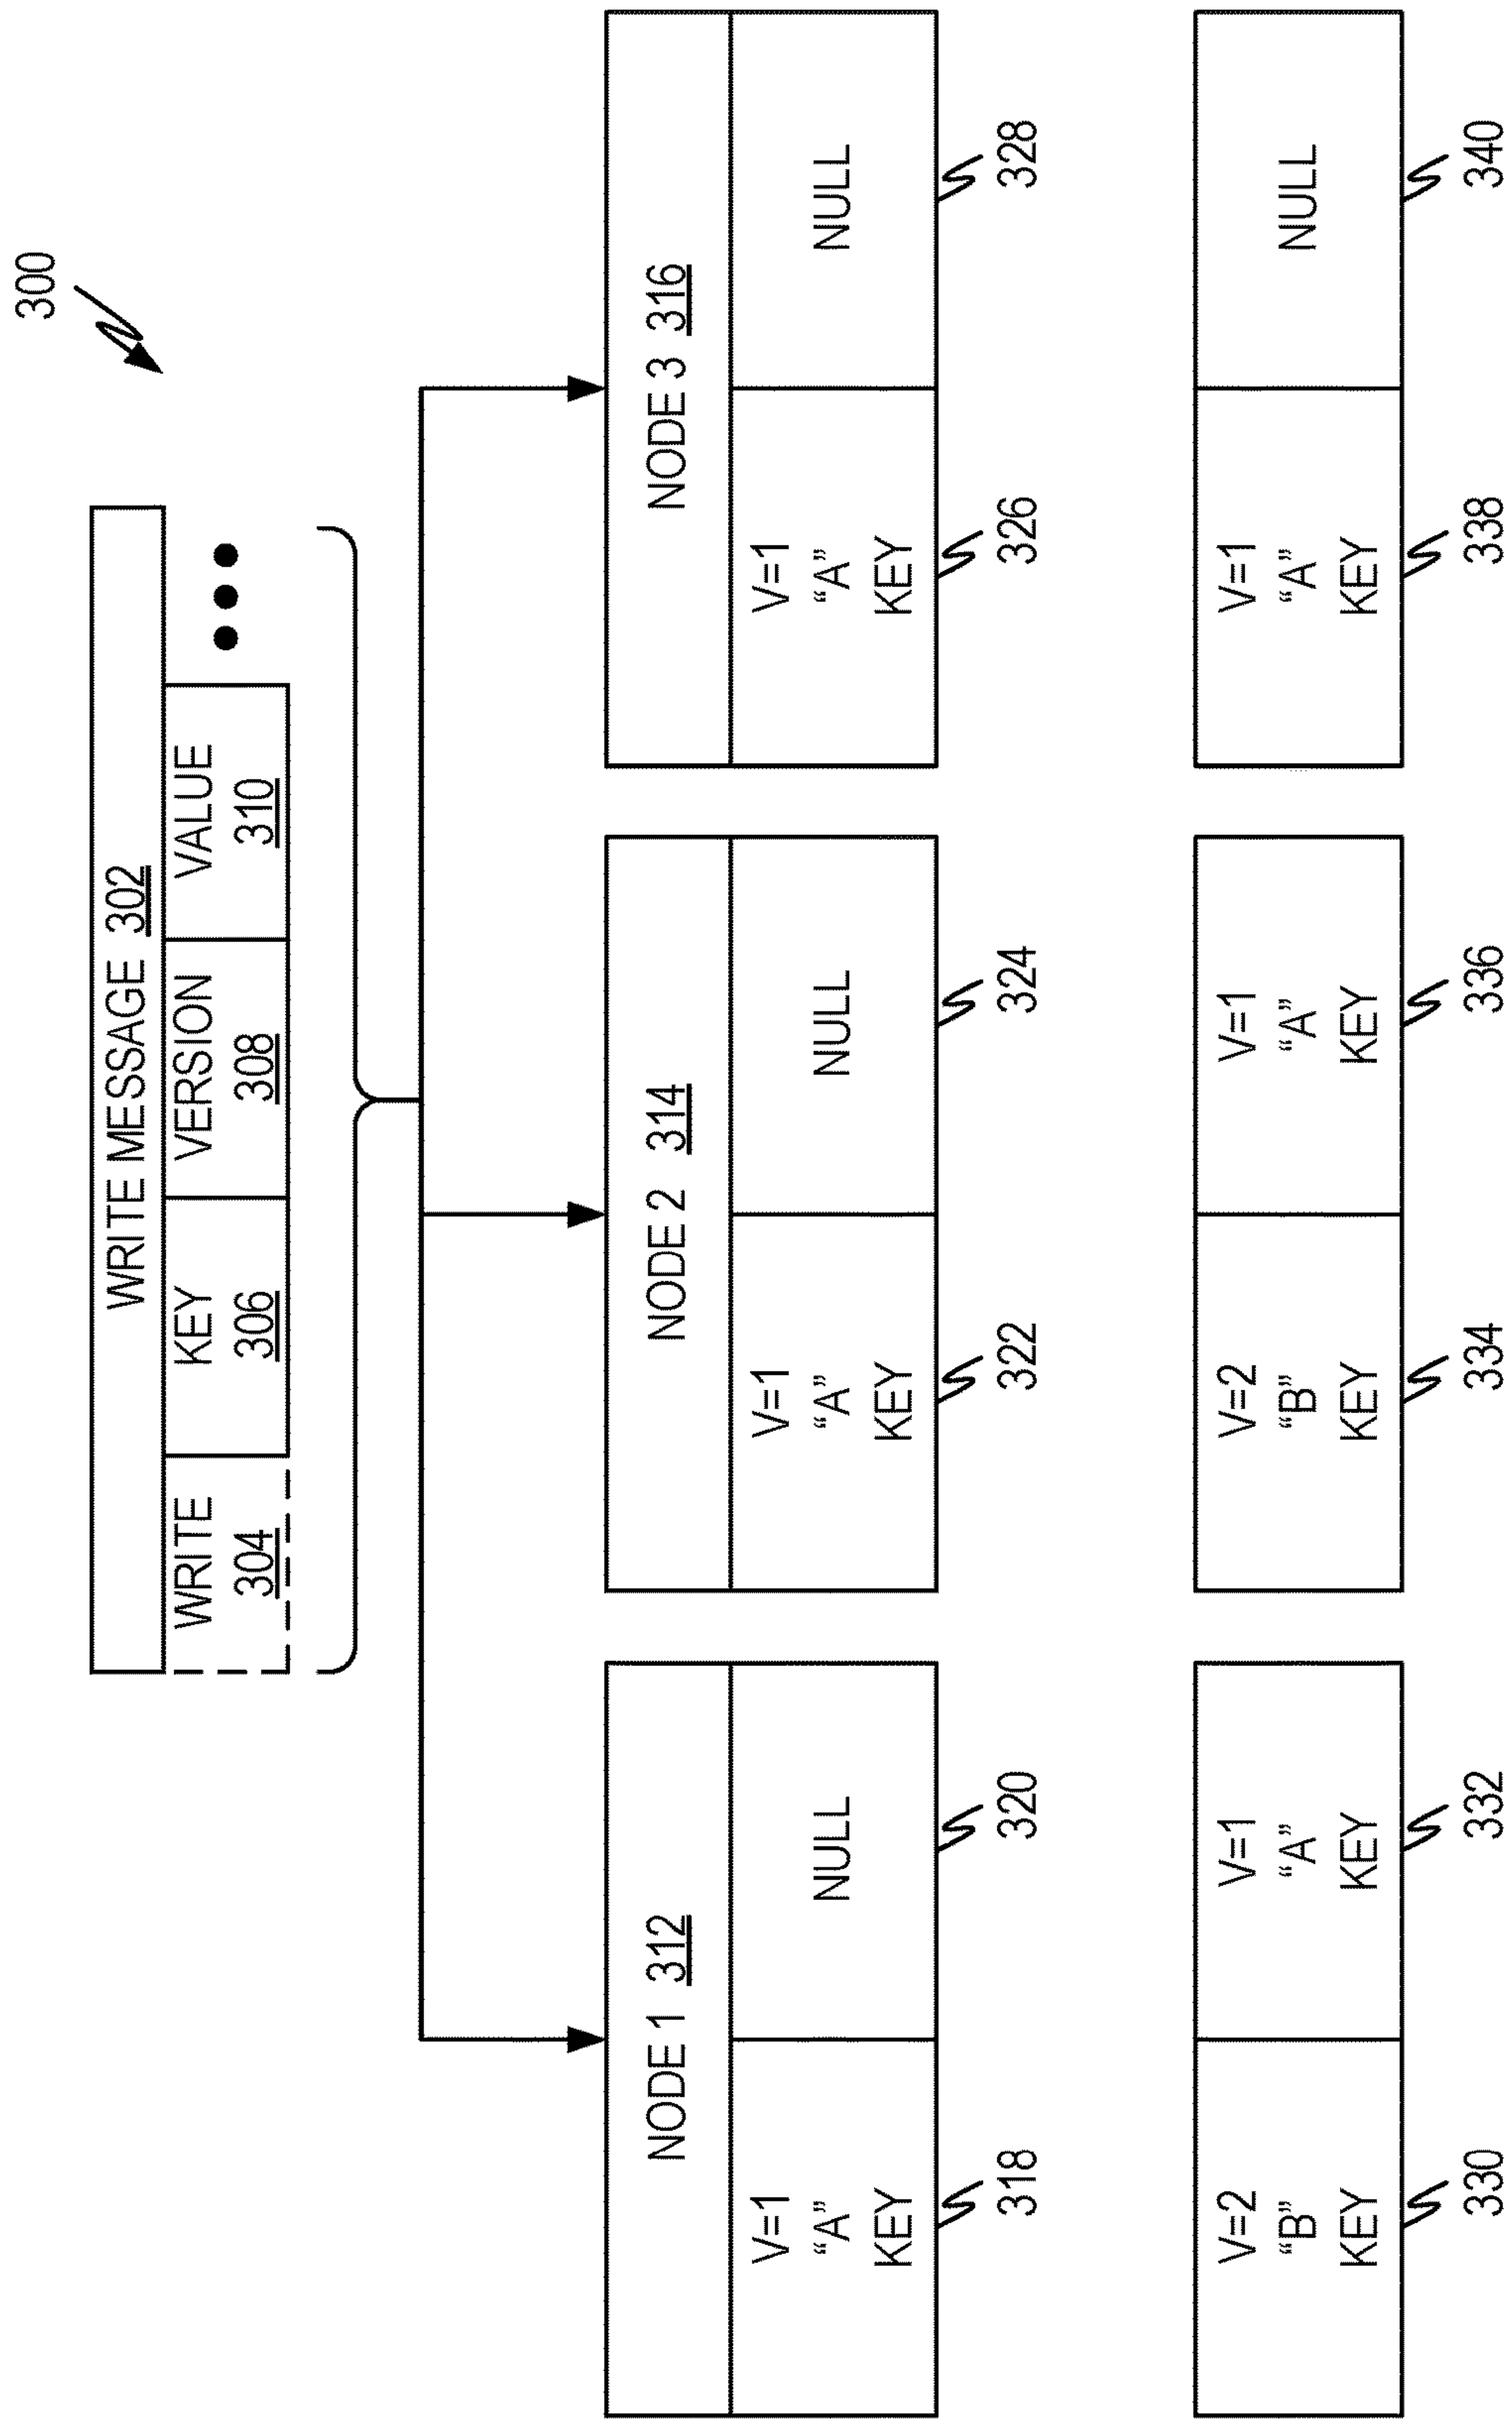 300
WRITE MESSAGE 302
WRITE
304
KEY
306
VERSION
308
VALUE
310
NODE 1 312
V=1
“A”
KEY
318
NULL
320
NODE 2 314
V=1
“A”
KEY
322
NULL
324
NODE 3 316
V=1
“A”
KEY
326
NULL
328
V=2
“B”
KEY
330
V=1
“A”
KEY
332
V=2
“B”
KEY
334
V=1
“A”
KEY
336
V=1
“A”
KEY
338
NULL
340